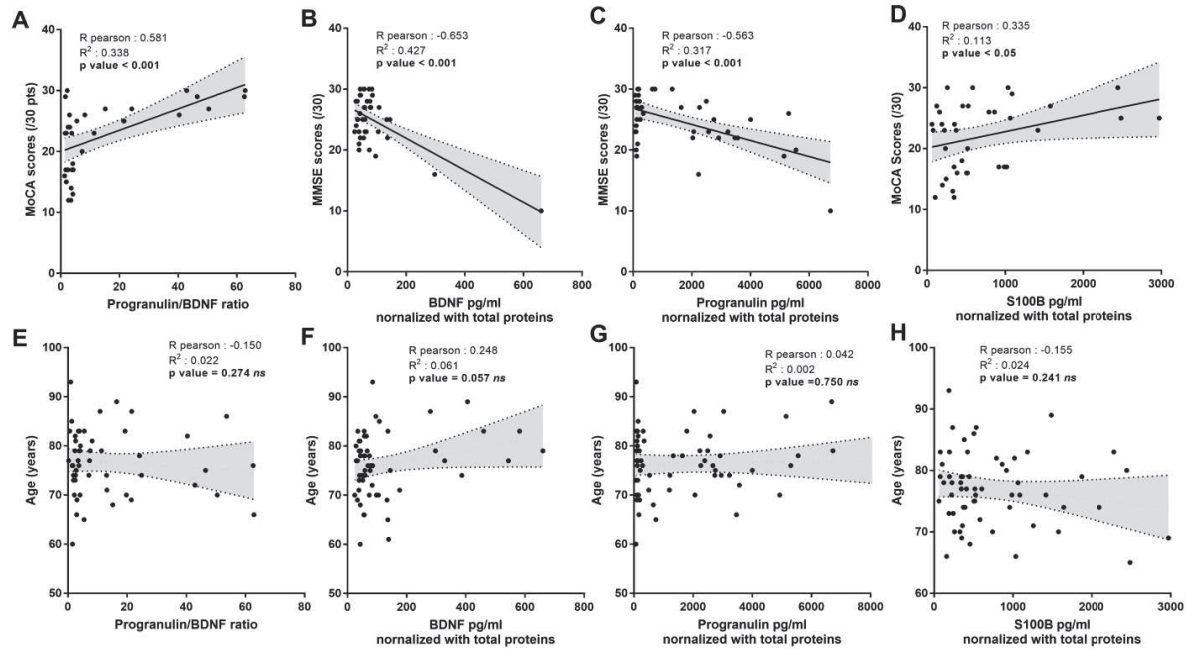 A
R pearson : 0.581
R² : 0.338
p value < 0.001
MoCA scores (/30 pts)
40
30
20
10
0
0 20 40 60 80
Progranulin/BDNF ratio
B
R pearson : -0.653
R² : 0.427
p value < 0.001
MMSE scores (/30)
40
30
20
10
0
0 200 400 600 800
BDNF pg/ml
nornalized with total proteins
C
R pearson : -0.563
R² : 0.317
p value < 0.001
MMSE scores (/30)
40
30
20
10
0
0 2000 4000 6000 8000
Progranulin pg/ml
nornalized with total proteins
D
R pearson : 0.335
R² : 0.113
p value < 0.05
MoCA Scores (/30)
40
30
20
10
0
0 1000 2000 3000
S100B pg/ml
nornalized with total proteins
E
R pearson : -0.150
R² : 0.022
p value = 0.274 ns
Age (years)
100
90
80
70
60
50
0 20 40 60 80
Progranulin/BDNF ratio
F
R pearson : 0.248
R² : 0.061
p value = 0.057 ns
Age (years)
100
90
80
70
60
50
0 200 400 600 800
BDNF pg/ml
nornalized with total proteins
G
R pearson : 0.042
R² : 0.002
p value =0.750 ns
Age (years)
100
90
80
70
60
50
0 2000 4000 6000 8000
Progranulin pg/ml
nornalized with total proteins
H
R pearson : -0.155
R² : 0.024
p value = 0.241 ns
Age (years)
100
90
80
70
60
50
0 1000 2000 3000
S100B pg/ml
nornalized with total proteins